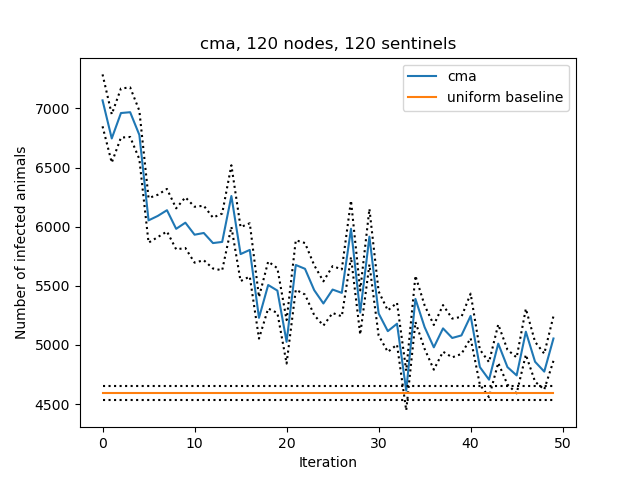 cma, 120 nodes, 120 sentinels
cma
uniform baseline
Number of infected animals
7000
6500
6000
5500
5000
4500
0 10 20 30 40 50
Iteration